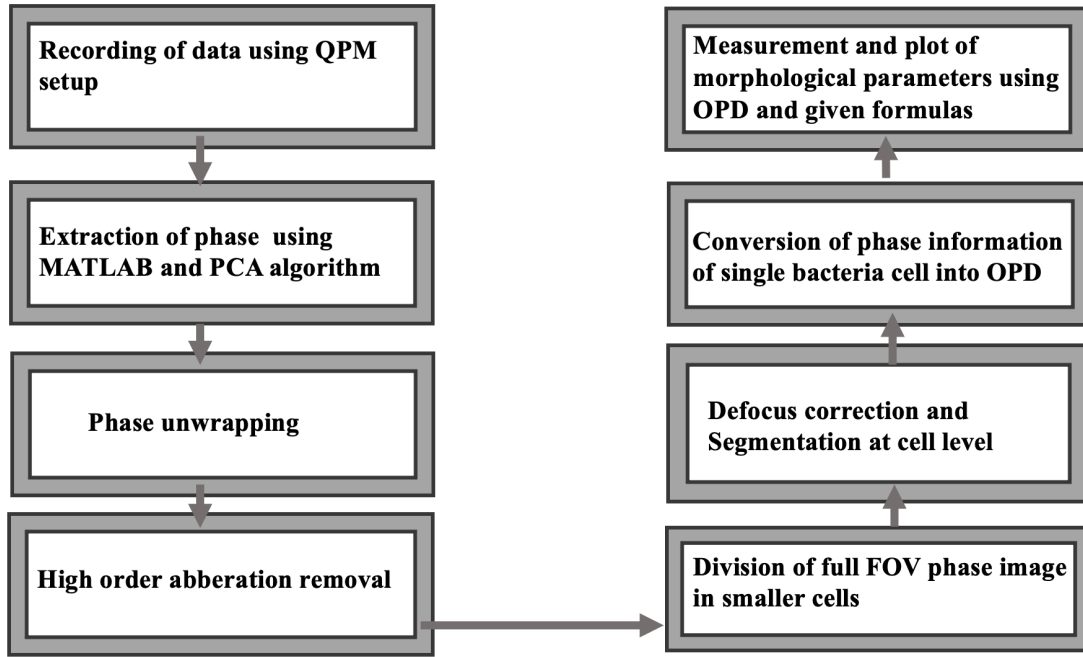 Recording of data using QPM
setup
Extraction of phase using
MATLAB and PCA algorithm
Phase unwrapping
High order abberation removal
Division of full FOV phase image
in smaller cells
Defocus correction and
Segmentation at cell level
Conversion of phase information
of single bacteria cell into OPD
Measurement and plot of
morphological parameters using
OPD and given formulas